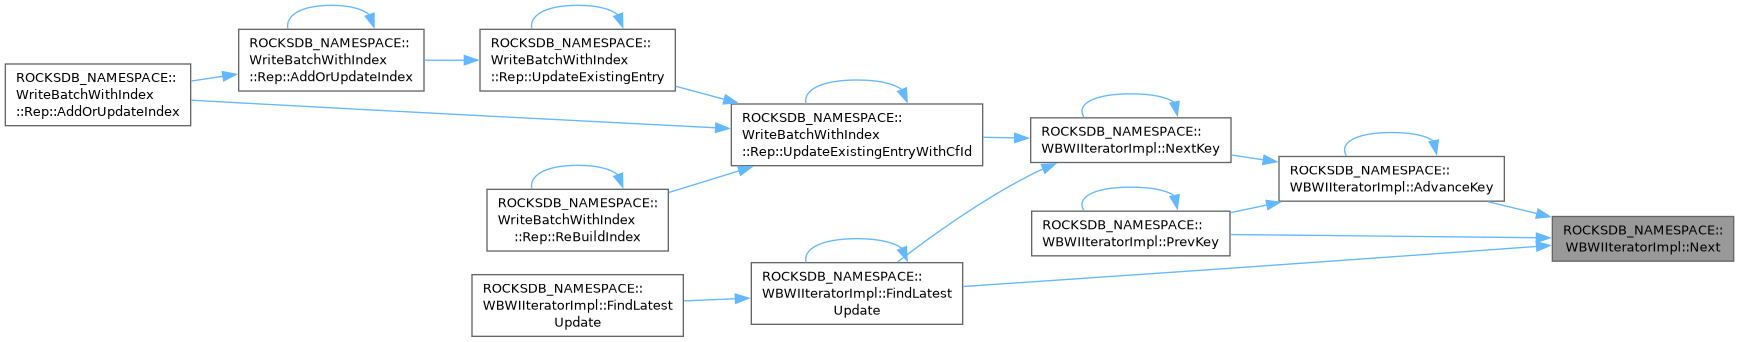 ROCKSDB_NAMESPACE::
WriteBatchWithIndex
::Rep::AddOrUpdateIndex
ROCKSDB_NAMESPACE::
WriteBatchWithIndex
::Rep::AddOrUpdateIndex
ROCKSDB_NAMESPACE::
WriteBatchWithIndex
::Rep::UpdateExistingEntry
ROCKSDB_NAMESPACE::
WriteBatchWithIndex
::Rep::UpdateExistingEntryWithCfId
ROCKSDB_NAMESPACE::
WriteBatchWithIndex
::Rep::ReBuildIndex
ROCKSDB_NAMESPACE::
WBWIIteratorImpl::NextKey
ROCKSDB_NAMESPACE::
WBWIIteratorImpl::AdvanceKey
ROCKSDB_NAMESPACE::
WBWIIteratorImpl::PrevKey
ROCKSDB_NAMESPACE::
WBWIIteratorImpl::Next
ROCKSDB_NAMESPACE::
WBWIIteratorImpl::FindLatest
Update
ROCKSDB_NAMESPACE::
WBWIIteratorImpl::FindLatest
Update